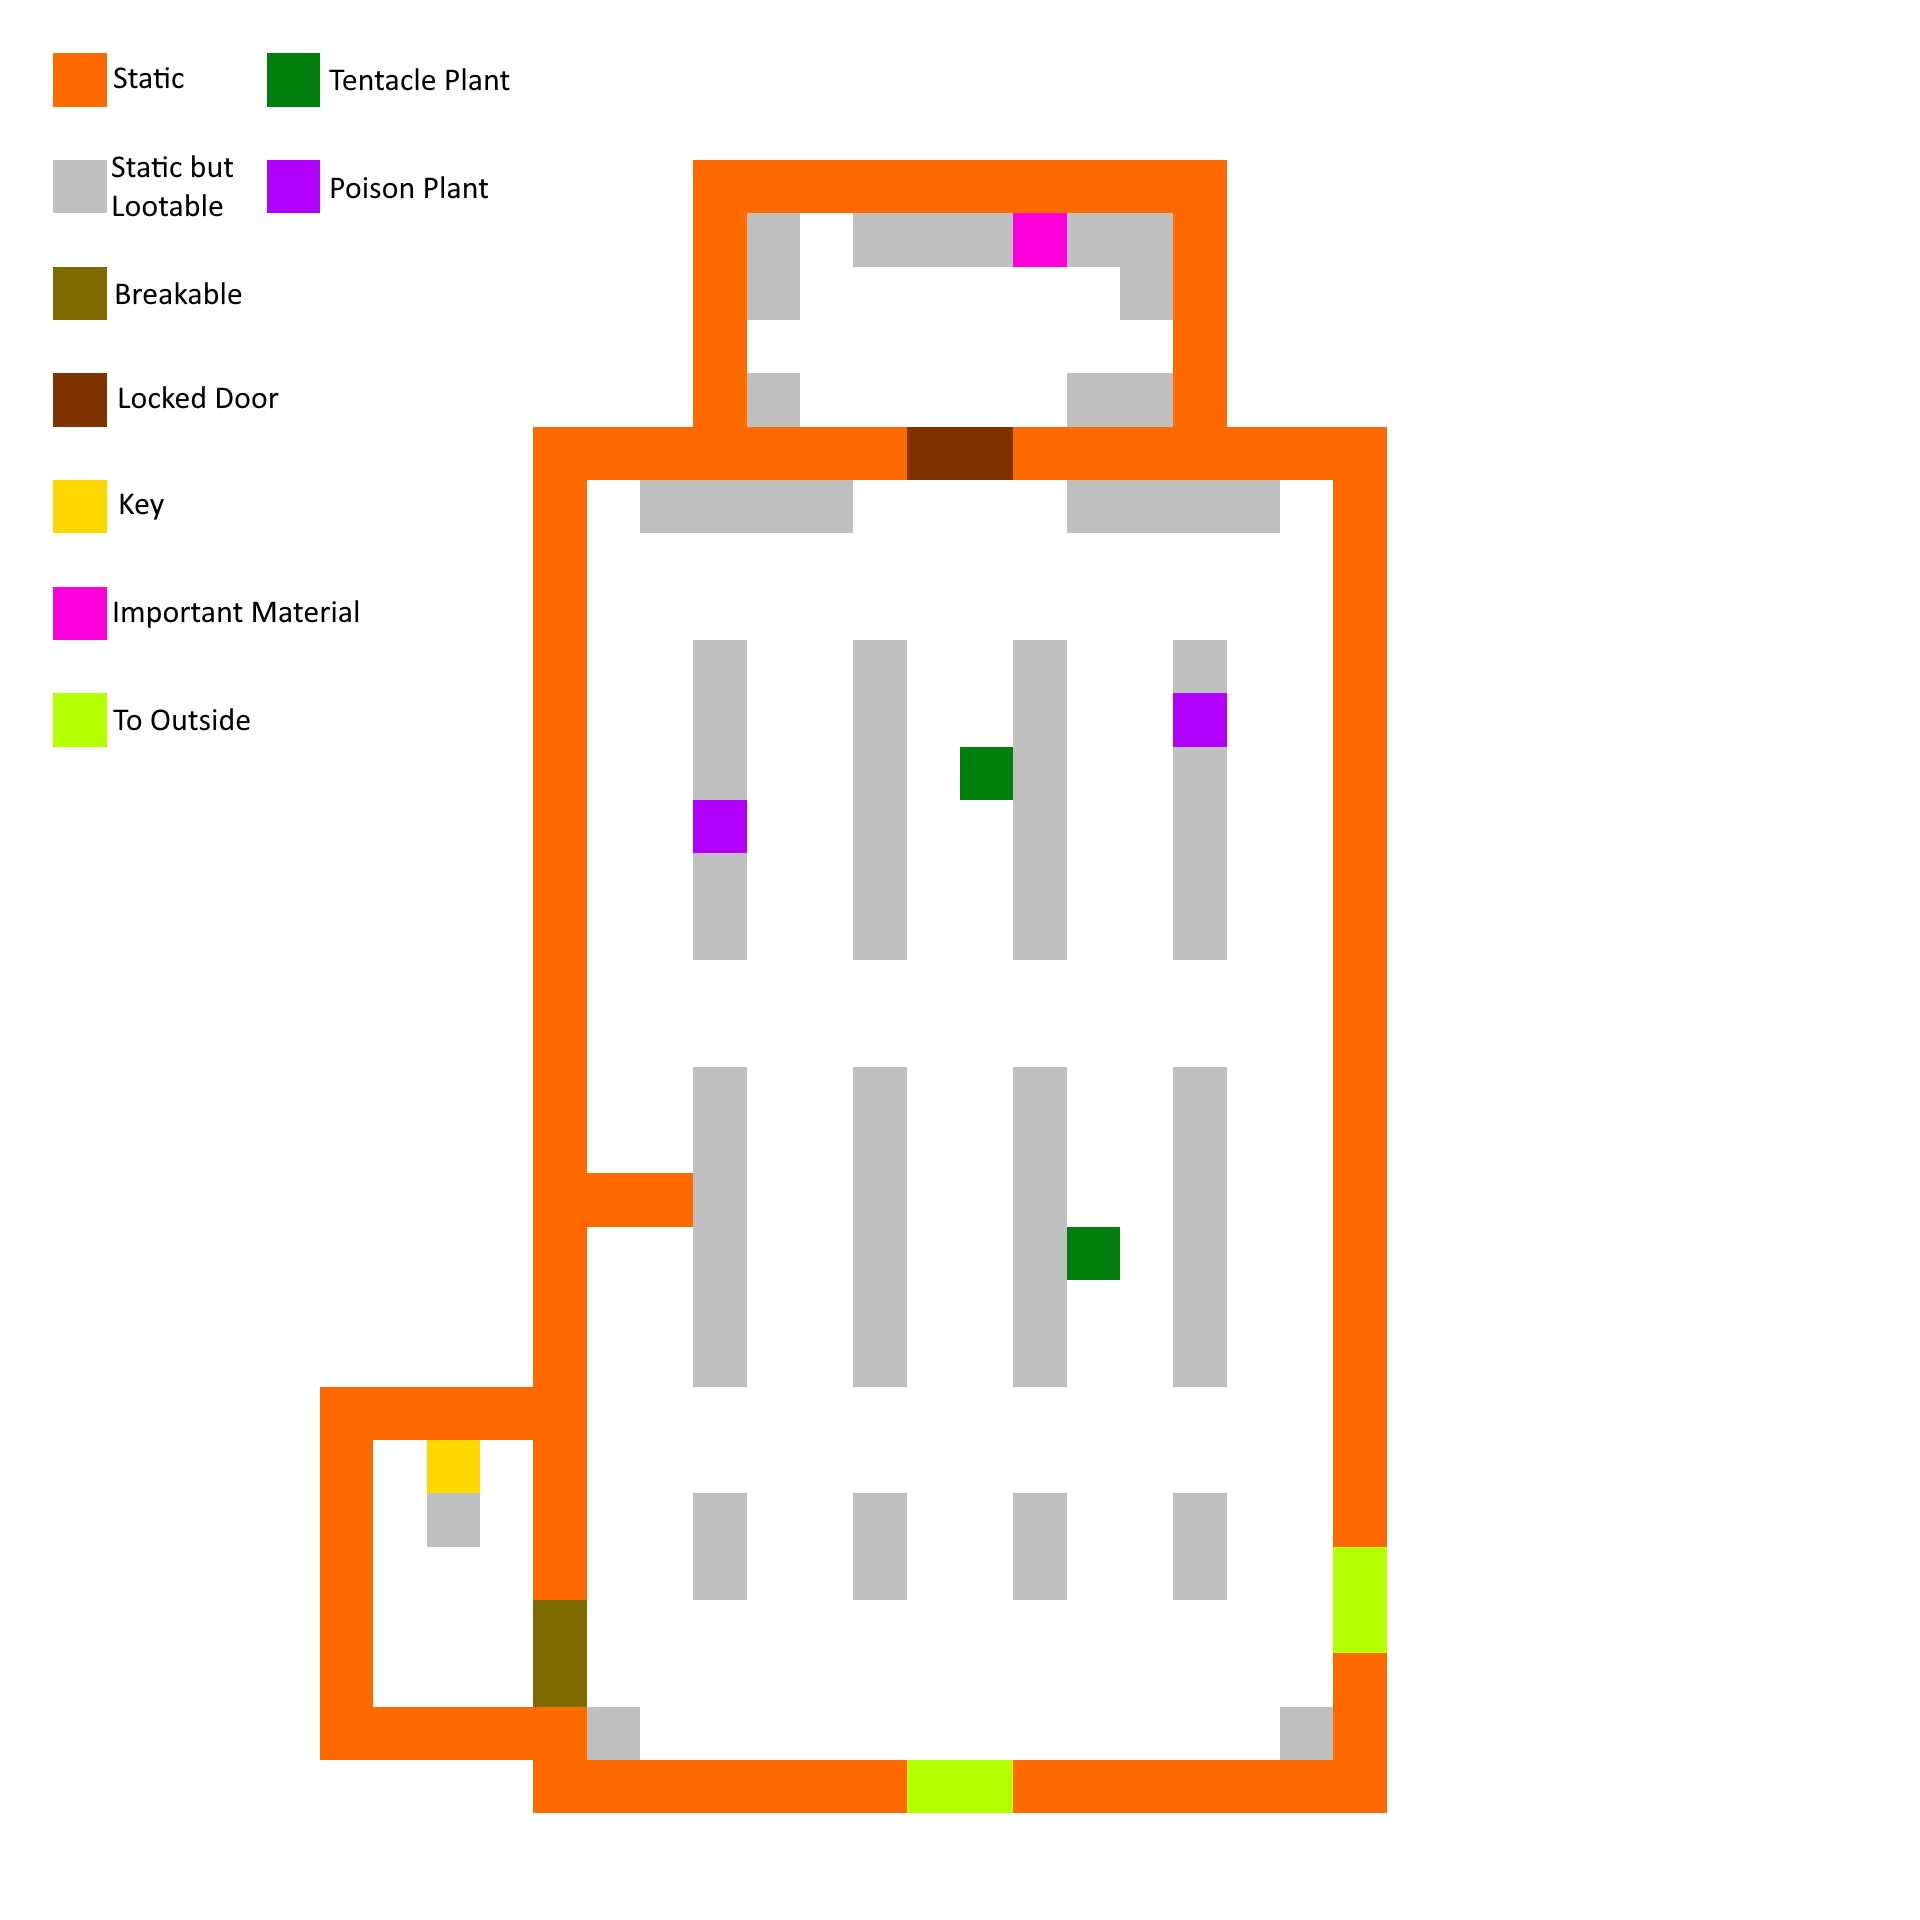 Static
Tentacle Plant
Static but
Lootable
Poison Plant
Breakable
Locked Door
Key
Important Material
To Outside